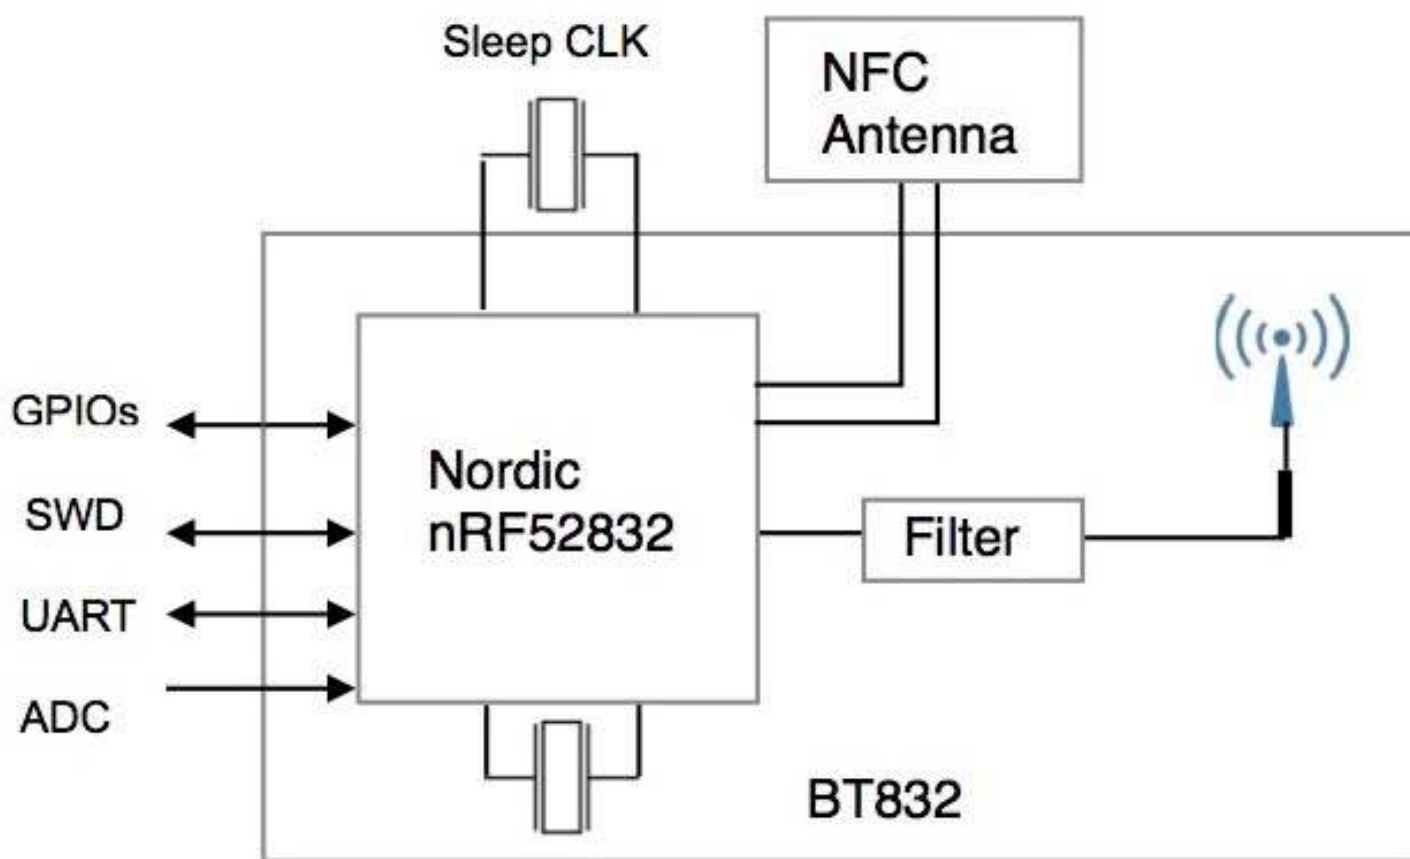 Sleep CLK
NFC
Antenna
GPIOs
SWD
UART
ADC
Nordic
nRF52832
Filter
BT832